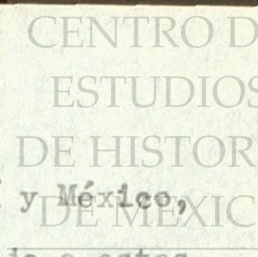 CENTRO D
ESTUDIOS
DE HISTOR
y México,
DE MEXIC